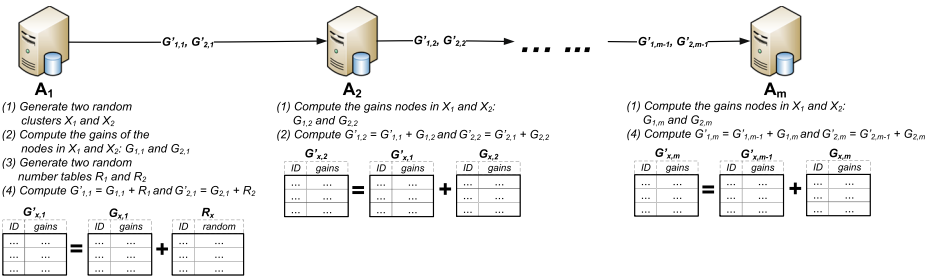 G'1,1, G'2,1
G'1,2, G'2,2
... ...
G'1,m-1, G'2,m-1
A1
(1) Generate two random
clusters X1 and X2
(2) Compute the gains of the
nodes in X1 and X2: G1,1 and G2,1
(3) Generate two random
number tables R1 and R2
(4) Compute G'1,1 = G1,1 + R1 and G'2,1 = G2,1 + R2
G'x,1
ID gains
... ...
... ...
... ...
=
Gx,1
ID gains
... ...
... ...
... ...
+
Rx
ID random
... ...
... ...
... ...
A2
(1) Compute the gains nodes in X1 and X2:
G1,2 and G2,2
(2) Compute G'1,2 = G'1,1 + G1,2 and G'2,2 = G'2,1 + G2,2
G'x,2
ID gains
... ...
... ...
... ...
=
G'x,1
ID gains
... ...
... ...
... ...
+
Gx,2
ID gains
... ...
... ...
... ...
Am
(1) Compute the gains nodes in X1 and X2:
G1,m and G2,m
(4) Compute G'1,m = G'1,m-1 + G1,m and G'2,m = G'2,m-1 + G2,m
G'x,m
ID gains
... ...
... ...
... ...
=
G'x,m-1
ID gains
... ...
... ...
... ...
+
Gx,m
ID gains
... ...
... ...
... ...